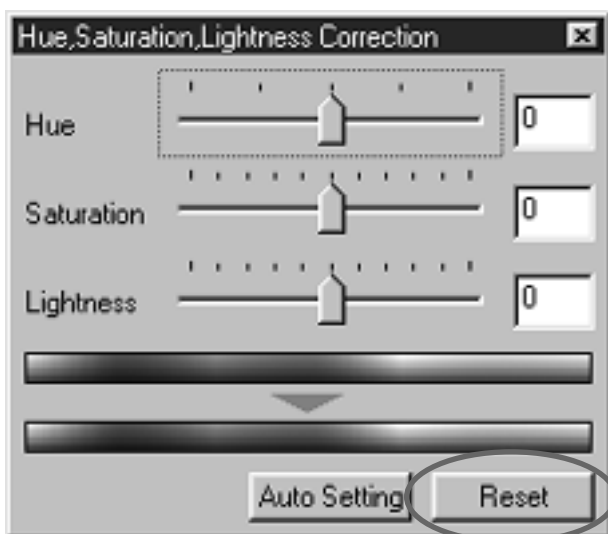 Hue,Saturation,Lightness Correction
Hue 0
Saturation 0
Lightness 0
Auto Setting Reset